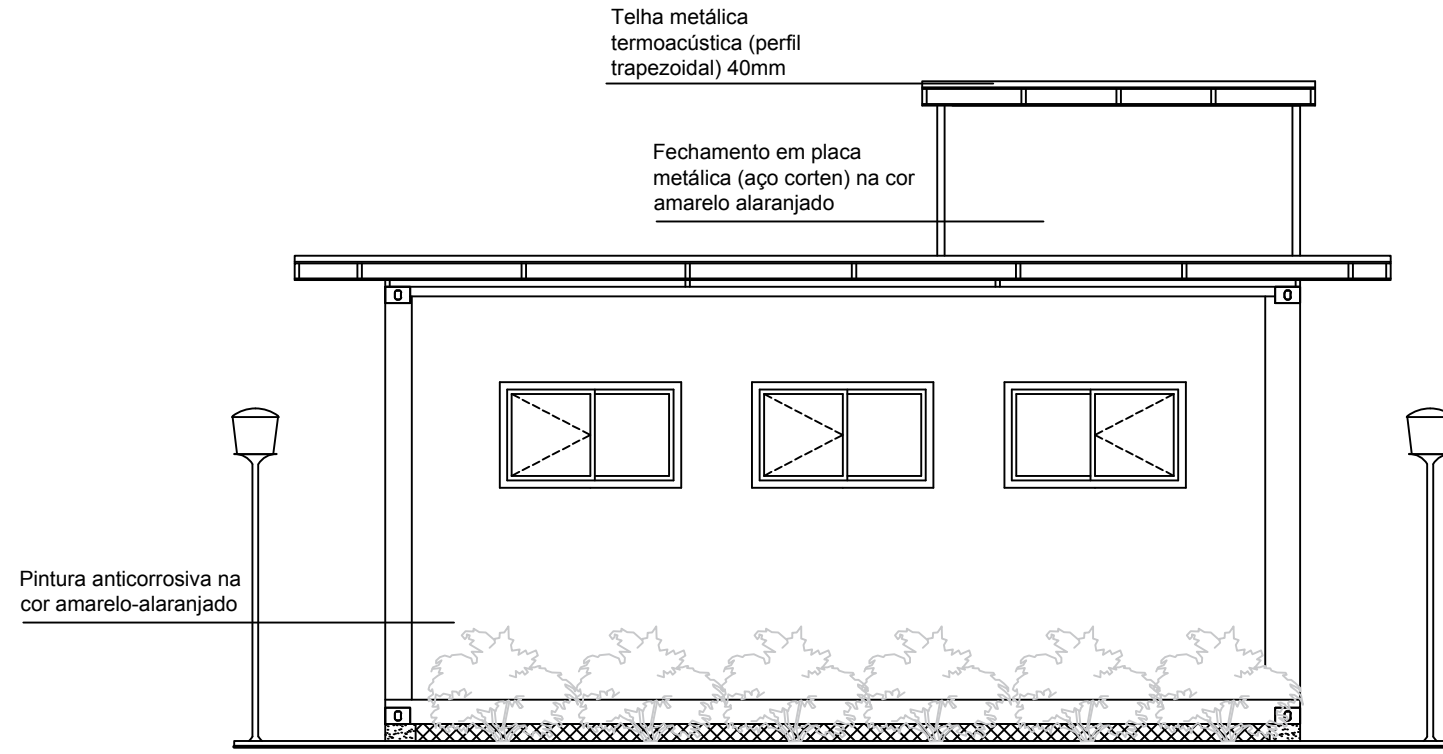 Telha metálica
termoacústica (perfil
trapezoidal) 40mm
Fechamento em placa
metálica (aço corten) na cor
amarelo alaranjado
Pintura anticorrosiva na
cor amarelo-alaranjado